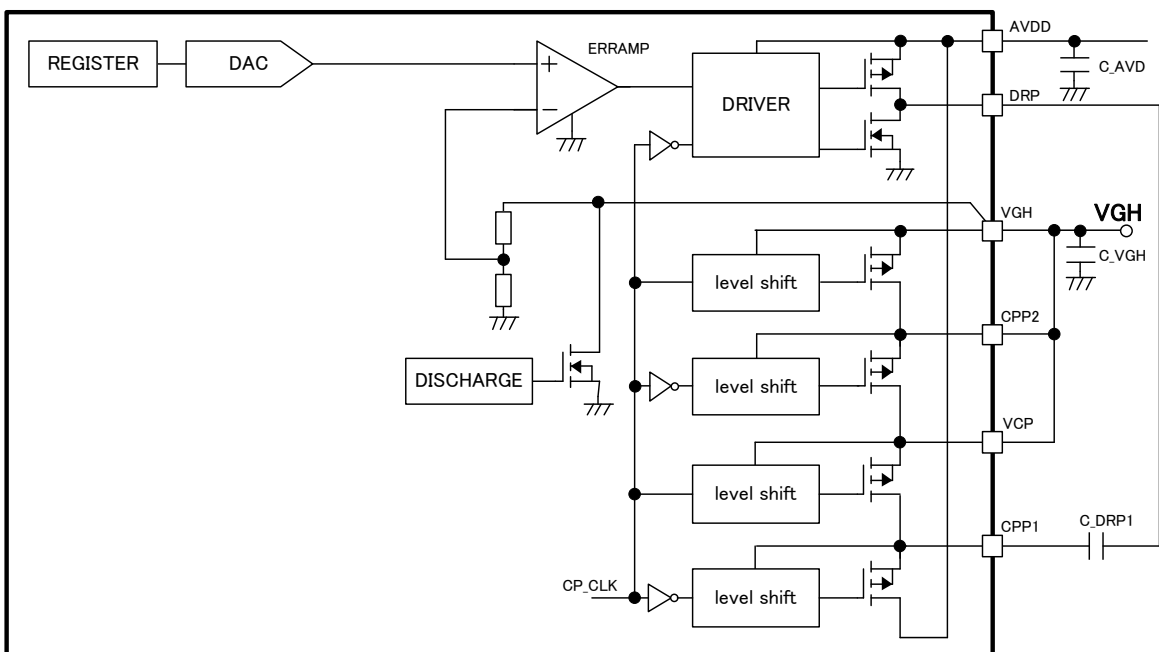 AVDD
REGISTER
DAC
ERRAMP
+
−
DRIVER
C_AVD
DRP
VGH
VGH
C_VGH
level shift
CPP2
level shift
DISCHARGE
VCP
level shift
CPP1
C_DRP1
CP_CLK
level shift